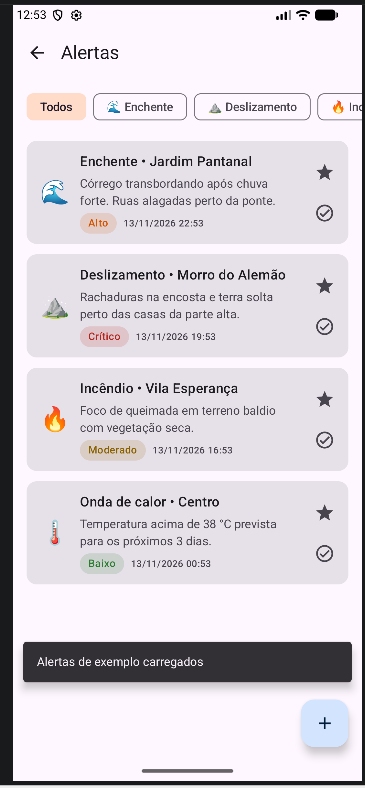 12:53
Alertas
Todos
Enchente
Deslizamento
Inc
Enchente • Jardim Pantanal
Córrego transbordando após chuva
forte. Ruas alagadas perto da ponte.
Alto 13/11/2026 22:53
Deslizamento • Morro do Alemão
Rachaduras na encosta e terra solta
perto das casas da parte alta.
Crítico 13/11/2026 19:53
Incêndio • Vila Esperança
Foco de queimada em terreno baldio
com vegetação seca.
Moderado 13/11/2026 16:53
Onda de calor • Centro
Temperatura acima de 38 °C prevista
para os próximos 3 dias.
Baixo 13/11/2026 00:53
Alertas de exemplo carregados